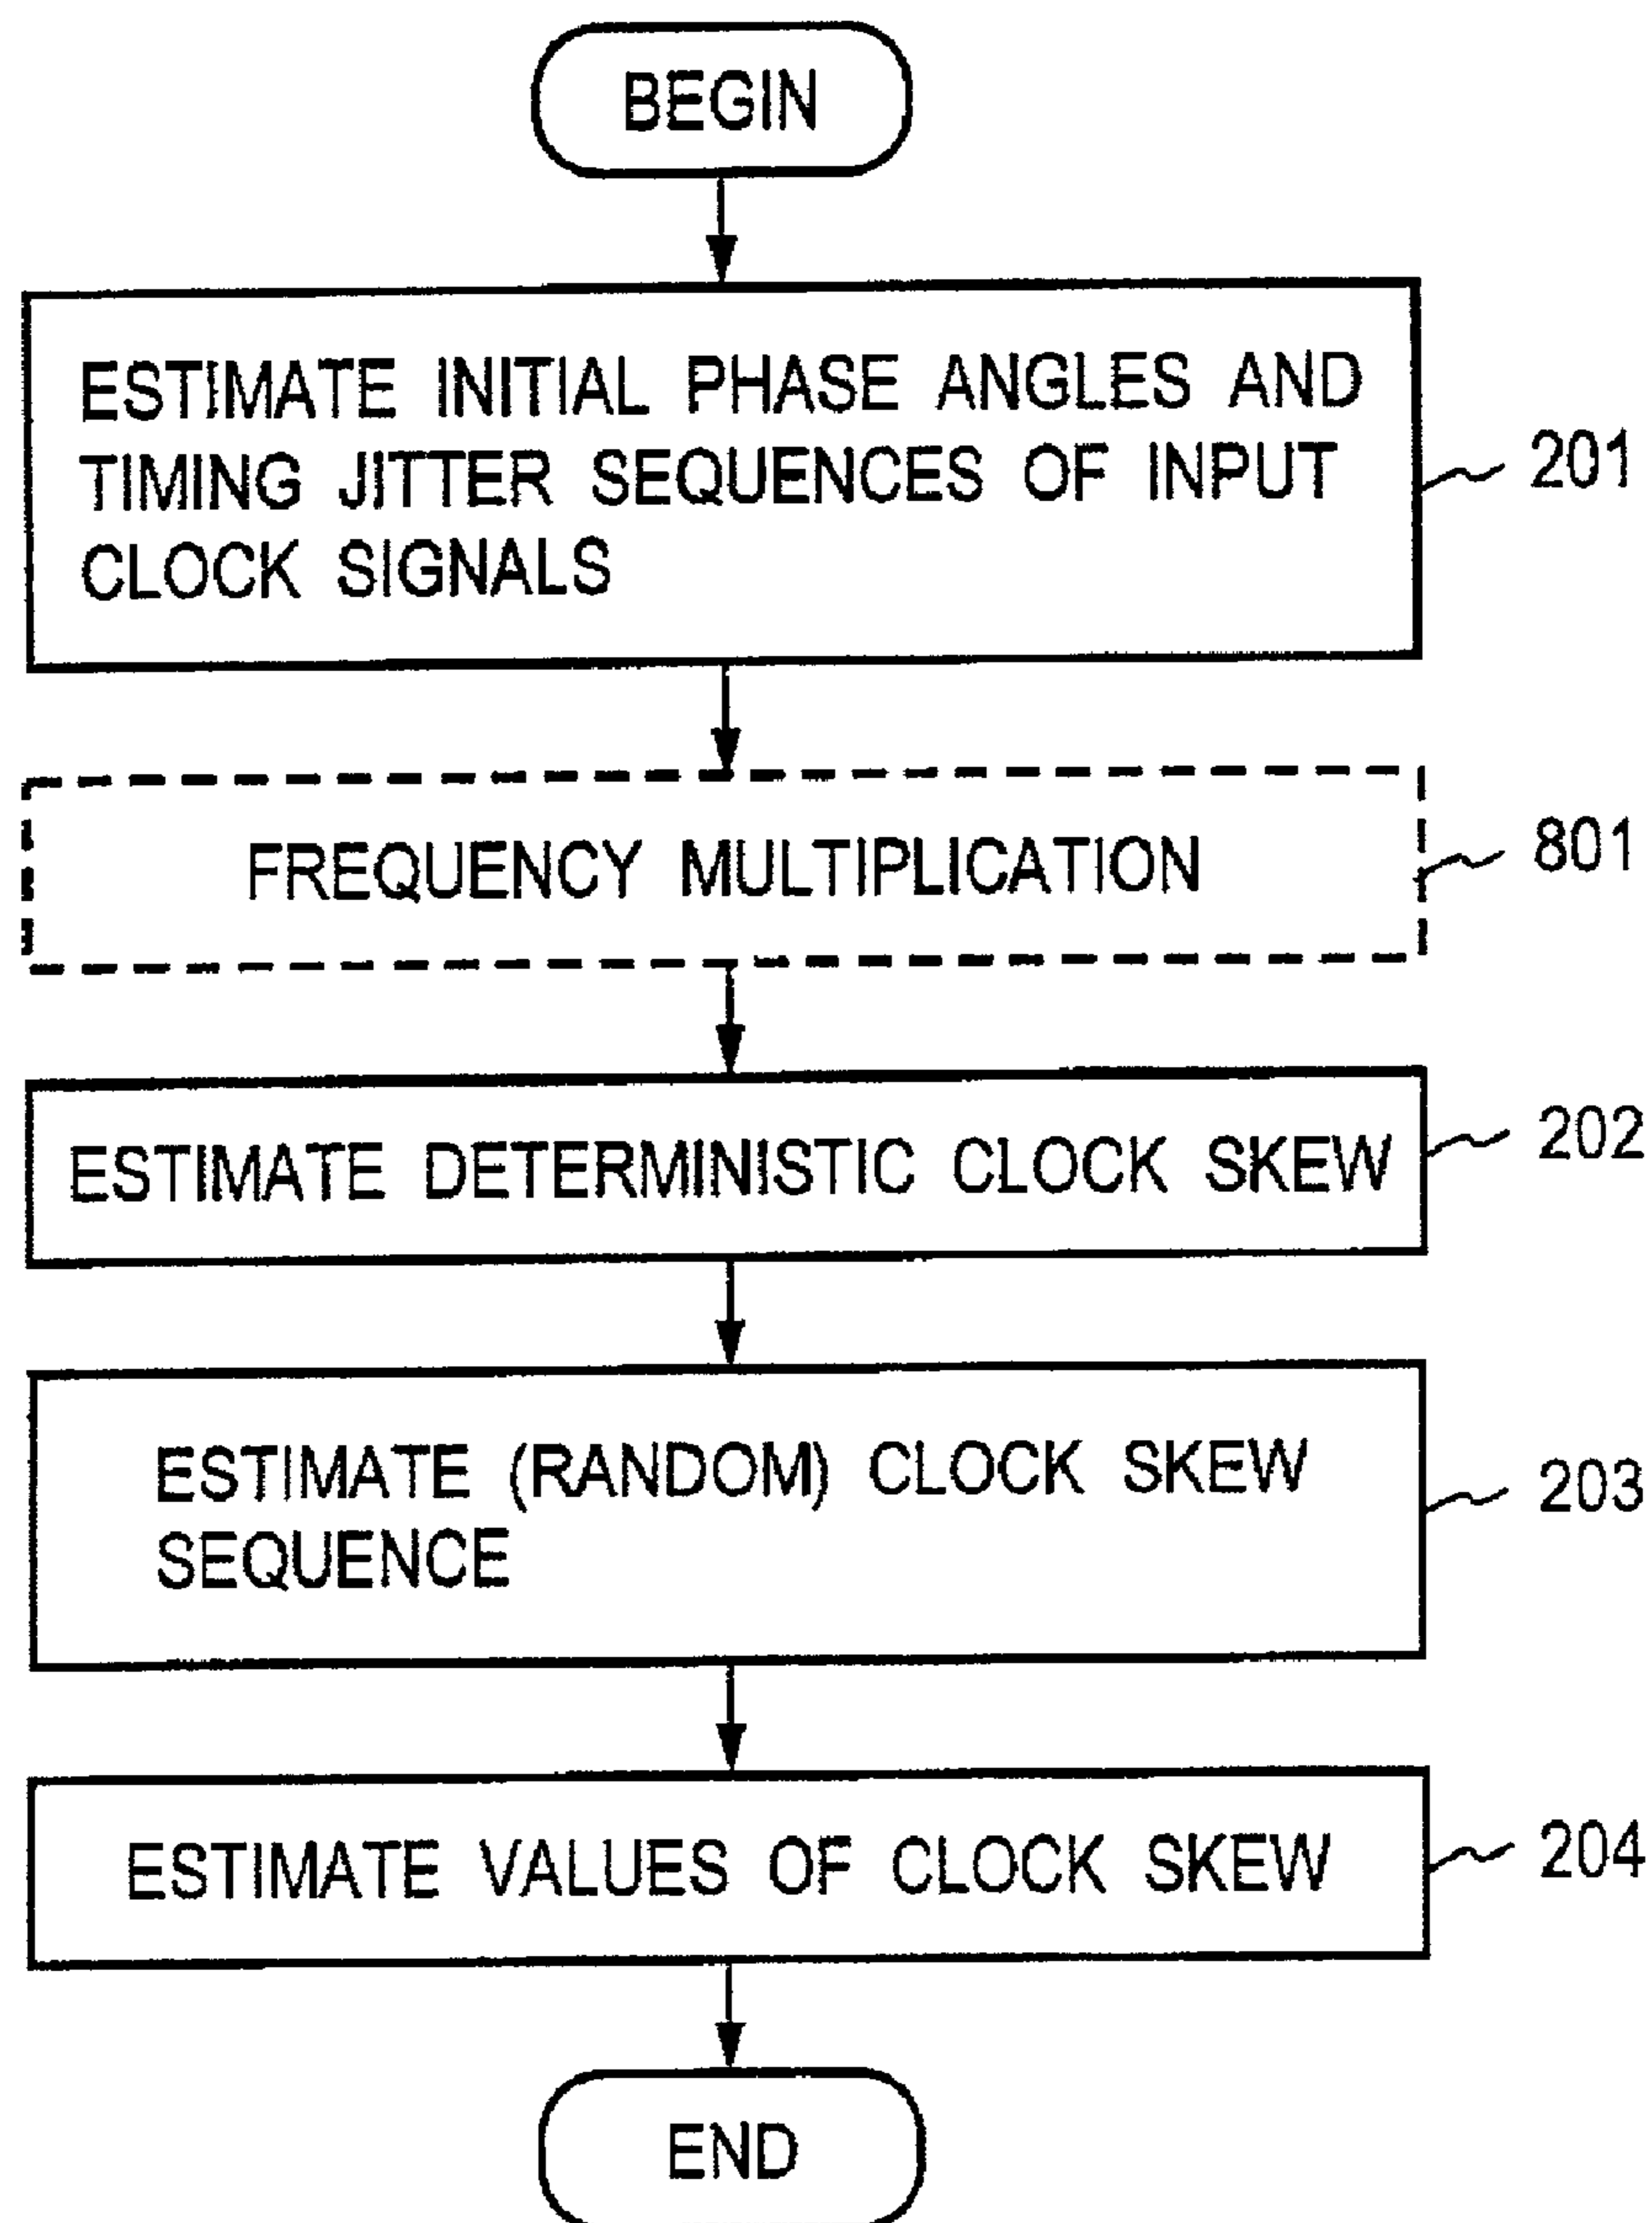 BEGIN
ESTIMATE INITIAL PHASE ANGLES AND
TIMING JITTER SEQUENCES OF INPUT
CLOCK SIGNALS
201
FREQUENCY MULTIPLICATION
801
ESTIMATE DETERMINISTIC CLOCK SKEW
202
ESTIMATE (RANDOM) CLOCK SKEW
SEQUENCE
203
ESTIMATE VALUES OF CLOCK SKEW
204
END